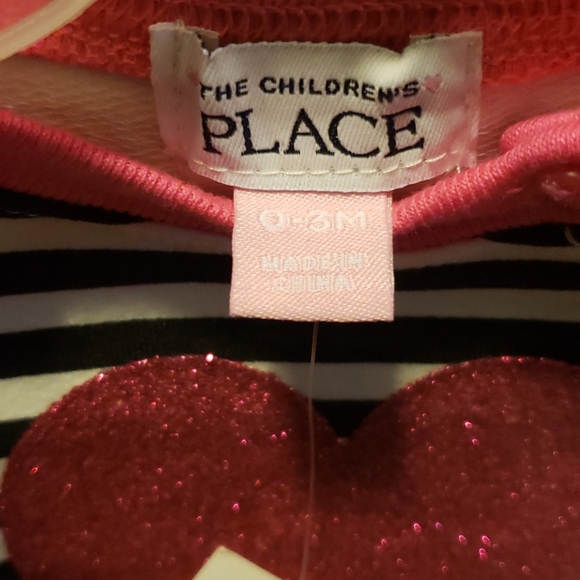 THE CHILDREN'S
PLACE
0-3M
MADE IN
CHINA